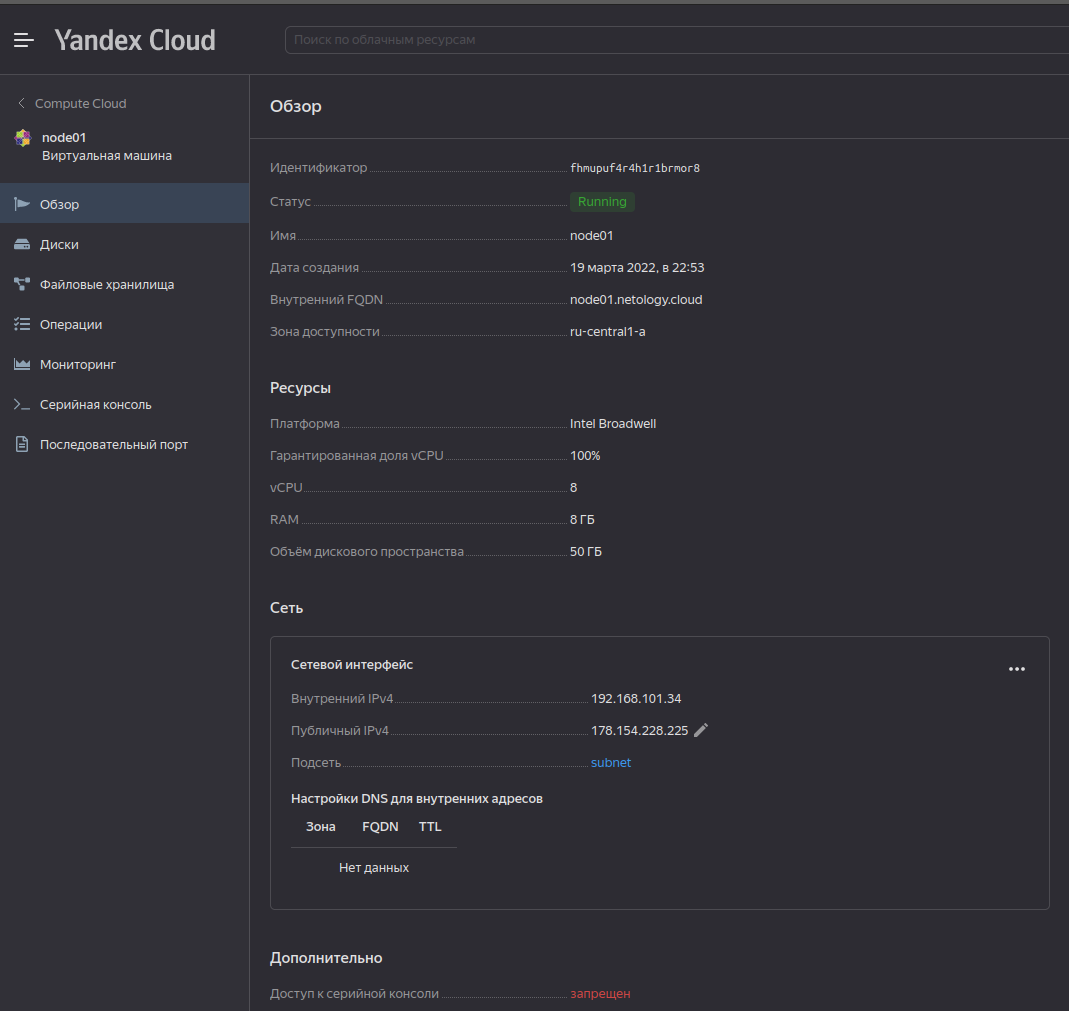 Yandex Cloud
Поиск по облачным ресурсам
Compute Cloud
node01
Виртуальная машина
Обзор
Диски
Файловые хранилища
Операции
Мониторинг
Серийная консоль
Последовательный порт
Обзор
Идентификатор fhmupuf4r4h1r1brmor8
Статус Running
Имя node01
Дата создания 19 марта 2022, в 22:53
Внутренний FQDN node01.netology.cloud
Зона доступности ru-central1-a
Ресурсы
Платформа Intel Broadwell
Гарантированная доля vCPU 100%
vCPU 8
RAM 8 ГБ
Объём дискового пространства 50 ГБ
Сеть
Сетевой интерфейс
Внутренний IPv4 192.168.101.34
Публичный IPv4 178.154.228.225
Подсеть subnet
Настройки DNS для внутренних адресов
Зона FQDN TTL
Нет данных
Дополнительно
Доступ к серийной консоли запрещен